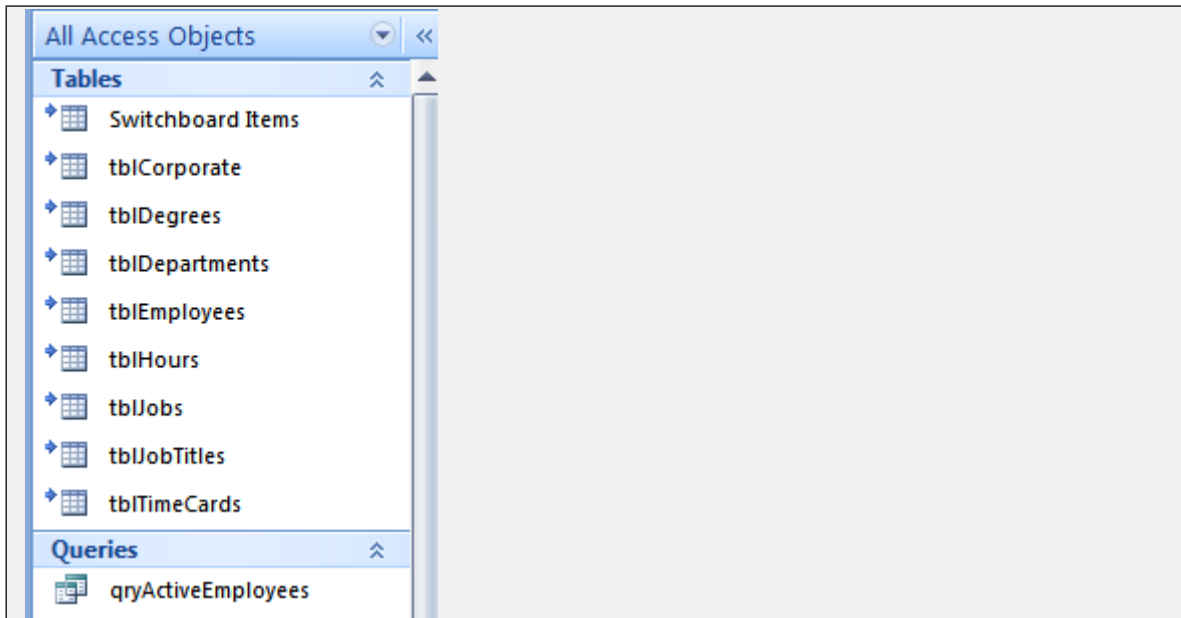 All Access Objects
Tables
Switchboard Items
tblCorporate
tblDegrees
tblDepartments
tblEmployees
tblHours
tblJobs
tblJobTitles
tblTimeCards
Queries
qryActiveEmployees